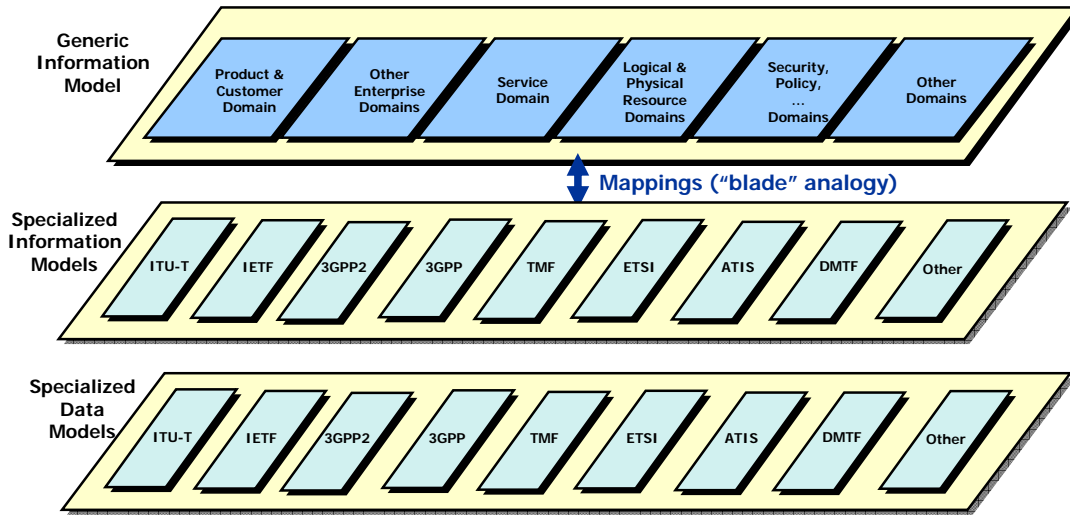 Generic
Information
Model
Product &
Customer
Domain
Other
Enterprise
Domains
Service
Domain
Logical &
Physical
Resource
Domains
Security,
Policy,
...
Domains
Other
Domains
Mappings (“blade” analogy)
Specialized
Information
Models
ITU-T
IETF
3GPP2
3GPP
TMF
ETSI
ATIS
DMTF
Other
Specialized
Data
Models
ITU-T
IETF
3GPP2
3GPP
TMF
ETSI
ATIS
DMTF
Other